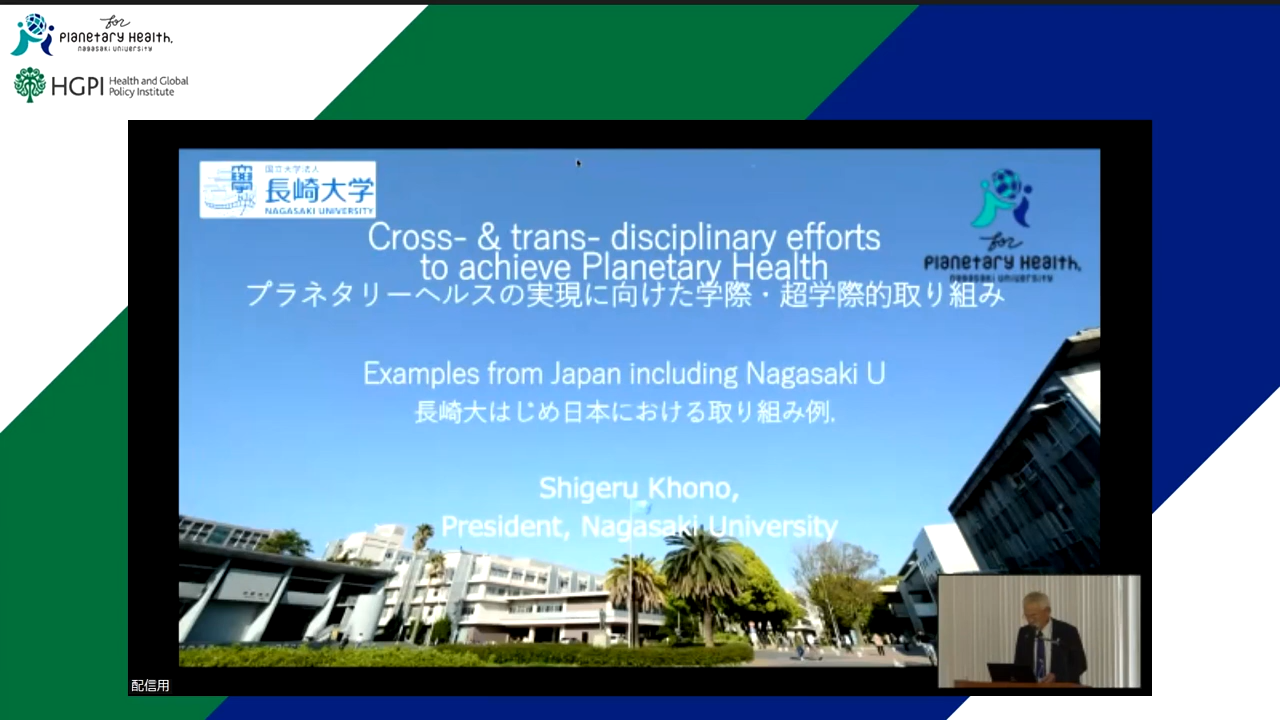 for
PLanetary Health,
nagasaki university
HGPI Health and Global
Policy Institute
国立大学法人
長崎大学
NAGASAKI UNIVERSITY
for
PLanetary Health,
nagasaki university
Cross- & trans- disciplinary efforts
to achieve Planetary Health
プラネタリーヘルスの実現に向けた学際・超学際的取り組み
Examples from Japan including Nagasaki U
長崎大はじめ日本における取り組み例.
Shigeru Khono,
President, Nagasaki University
配信用